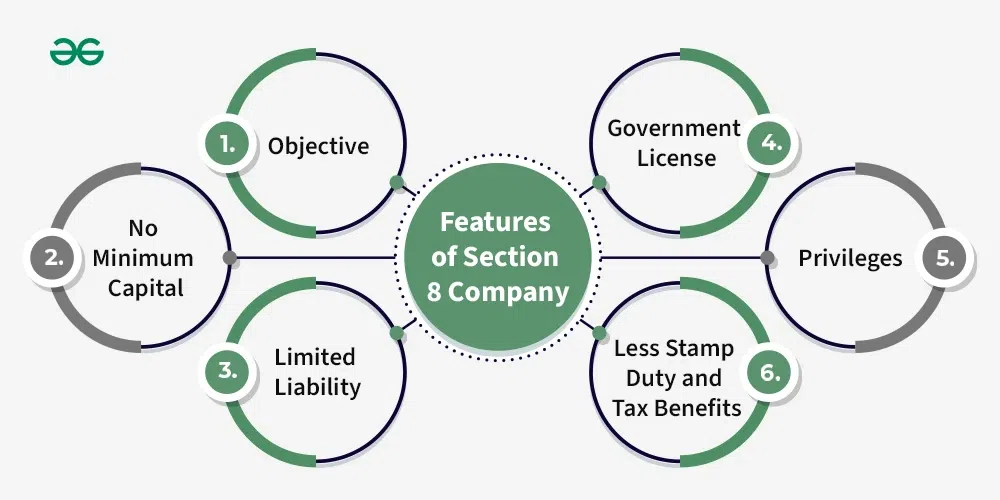 Features
of Section
8 Company
1.
Objective
2.
No
Minimum
Capital
3.
Limited
Liability
4.
Government
License
5.
Privileges
6.
Less Stamp
Duty and
Tax Benefits